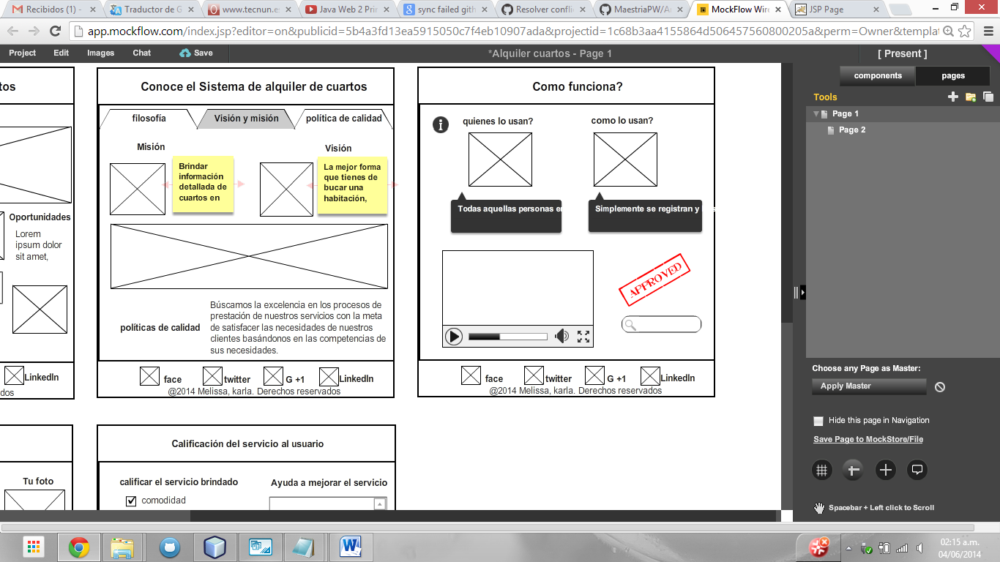 Recibidos (1) -
Traductor de G
www.tecnun.e
Java Web 2 Prin
sync failed gith
Resolver confli
MaestriaPW/A
MockFlow Wire
JSP Page
app.mockflow.com/index.jsp?editor=on&publicid=5b4a3fd13ea5915050c7f4eb10907ada&projectid=1c68b3aa4155864d506457560800205a&perm=Owner&templat
Project Edit Images Chat Save
*Alquiler cuartos - Page 1
[ Present ]
tos
Oportunidades
Lorem
ipsum dolor
sit amet,
LinkedIn
dos
Conoce el Sistema de alquiler de cuartos
filosofía
Visión y misión
política de calidad
Misión
Visión
Brindar
información
detallada de
cuartos en
La mejor forma
que tienes de
bucar una
habitación,
políticas de calidad
Búscamos la excelencia en los procesos de
prestación de nuestros servicios con la meta
de satisfacer las necesidades de nuestros
clientes basándonos en las competencias de
sus necesidades.
face
twitter
G +1
LinkedIn
@2014 Melissa, karla. Derechos reservados
Como funciona?
quienes lo usan?
como lo usan?
Todas aquellas personas en
Simplemente se registran y
APPROVED
face
twitter
G +1
LinkedIn
@2014 Melissa, karla. Derechos reservados
Tu foto
Calificación del servicio al usuario
calificar el servicio brindado
comodidad
Ayuda a mejorar el servicio
components
pages
Tools
Page 1
Page 2
Choose any Page as Master:
Apply Master
Hide this page in Navigation
Save Page to MockStore/File
Spacebar + Left click to Scroll
02:15 a.m.
04/06/2014